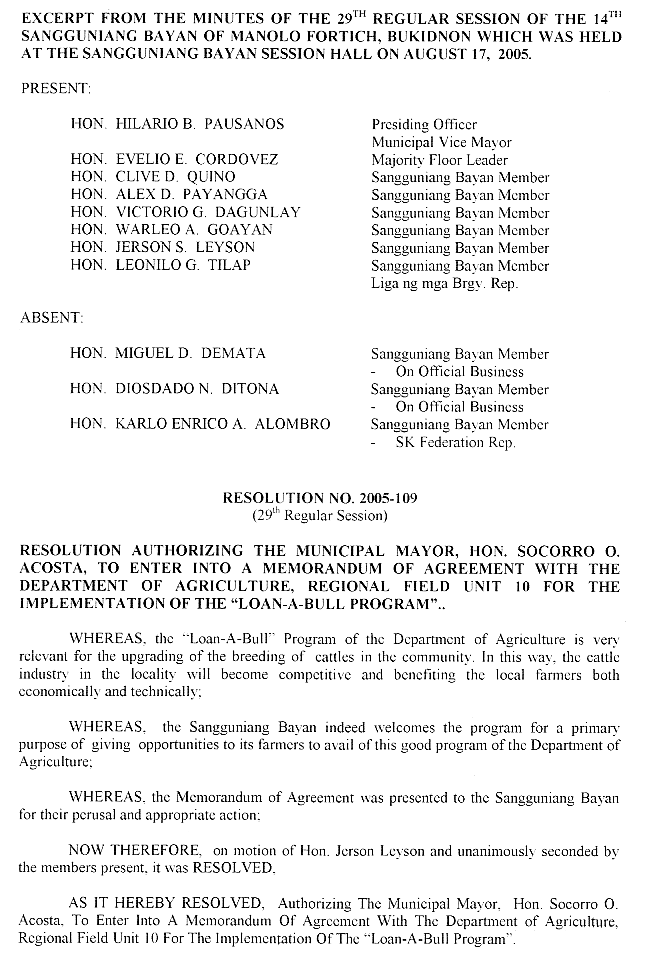 EXCERPT FROM THE MINUTES OF THE 29TH REGULAR SESSION OF THE 14TH
SANGGUNIANG BAYAN OF MANOLO FORTICH, BUKIDNON WHICH WAS HELD
AT THE SANGGUNIANG BAYAN SESSION HALL ON AUGUST 17, 2005.
PRESENT:
HON. HILARIO B. PAUSANOS Presiding Officer
Municipal Vice Mayor
HON. EVELIO E. CORDOVEZ Majority Floor Leader
HON. CLIVE D. QUINO Sangguniang Bayan Member
HON. ALEX D. PAYANGGA Sangguniang Bayan Member
HON. VICTORIO G. DAGUNLAY Sangguniang Bayan Member
HON. WARLEO A. GOAYAN Sangguniang Bayan Member
HON. JERSON S. LEYSON Sangguniang Bayan Member
HON. LEONILO G. TILAP Sangguniang Bayan Member
Liga ng mga Brgy. Rep.
ABSENT:
HON. MIGUEL D. DEMATA Sangguniang Bayan Member
- On Official Business
HON. DIOSDADO N. DITONA Sangguniang Bayan Member
- On Official Business
HON. KARLO ENRICO A. ALOMBRO Sangguniang Bayan Member
- SK Federation Rep.
RESOLUTION NO. 2005-109
(29th Regular Session)
RESOLUTION AUTHORIZING THE MUNICIPAL MAYOR, HON. SOCORRO O.
ACOSTA, TO ENTER INTO A MEMORANDUM OF AGREEMENT WITH THE
DEPARTMENT OF AGRICULTURE, REGIONAL FIELD UNIT 10 FOR THE
IMPLEMENTATION OF THE “LOAN-A-BULL PROGRAM”..
WHEREAS, the “Loan-A-Bull” Program of the Department of Agriculture is very
relevant for the upgrading of the breeding of cattles in the community. In this way, the cattle
industry in the locality will become competitive and benefiting the local farmers both
economically and technically;
WHEREAS, the Sangguniang Bayan indeed welcomes the program for a primary
purpose of giving opportunities to its farmers to avail of this good program of the Department of
Agriculture;
WHEREAS, the Memorandum of Agreement was presented to the Sangguniang Bayan
for their perusal and appropriate action;
NOW THEREFORE, on motion of Hon. Jerson Leyson and unanimously seconded by
the members present, it was RESOLVED,
AS IT HEREBY RESOLVED, Authorizing The Municipal Mayor, Hon. Socorro O.
Acosta, To Enter Into A Memorandum Of Agreement With The Department of Agriculture,
Regional Field Unit 10 For The Implementation Of The “Loan-A-Bull Program”.